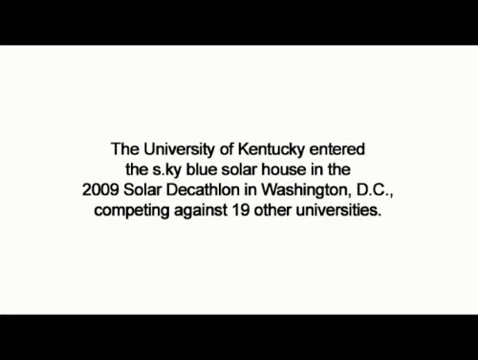 The University of Kentucky entered
the s.ky blue solar house in the
2009 Solar Decathlon in Washington, D.C.,
competing against 19 other universities.